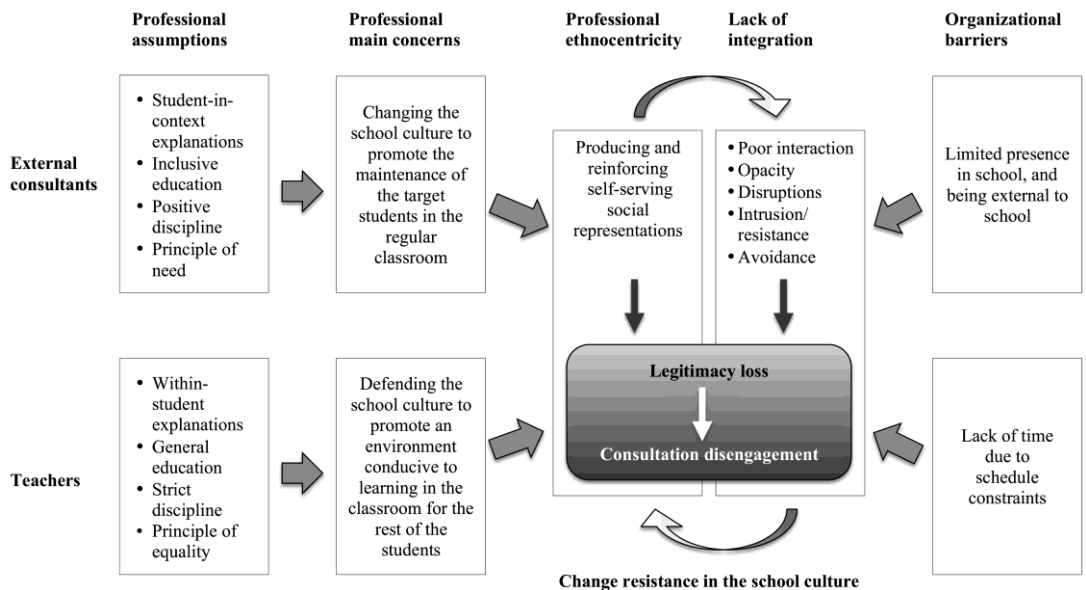 Professional
assumptions
Professional
main concerns
Professional
ethnocentricity
Lack of
integration
Organizational
barriers
External
consultants
• Student-in-
context
explanations
• Inclusive
education
• Positive
discipline
• Principle of
need
Changing the
school culture to
promote the
maintenance of
the target
students in the
regular
classroom
Producing and
reinforcing
self-serving
social
representations
• Poor interaction
• Opacity
• Disruptions
• Intrusion/
resistance
• Avoidance
Limited presence
in school, and
being external to
school
Teachers
• Within-
student
explanations
• General
education
• Strict
discipline
• Principle of
equality
Defending the
school culture to
promote an
environment
conducive to
learning in the
classroom for the
rest of the
students
Legitimacy loss
Consultation disengagement
Lack of time
due to
schedule
constraints
Change resistance in the school culture